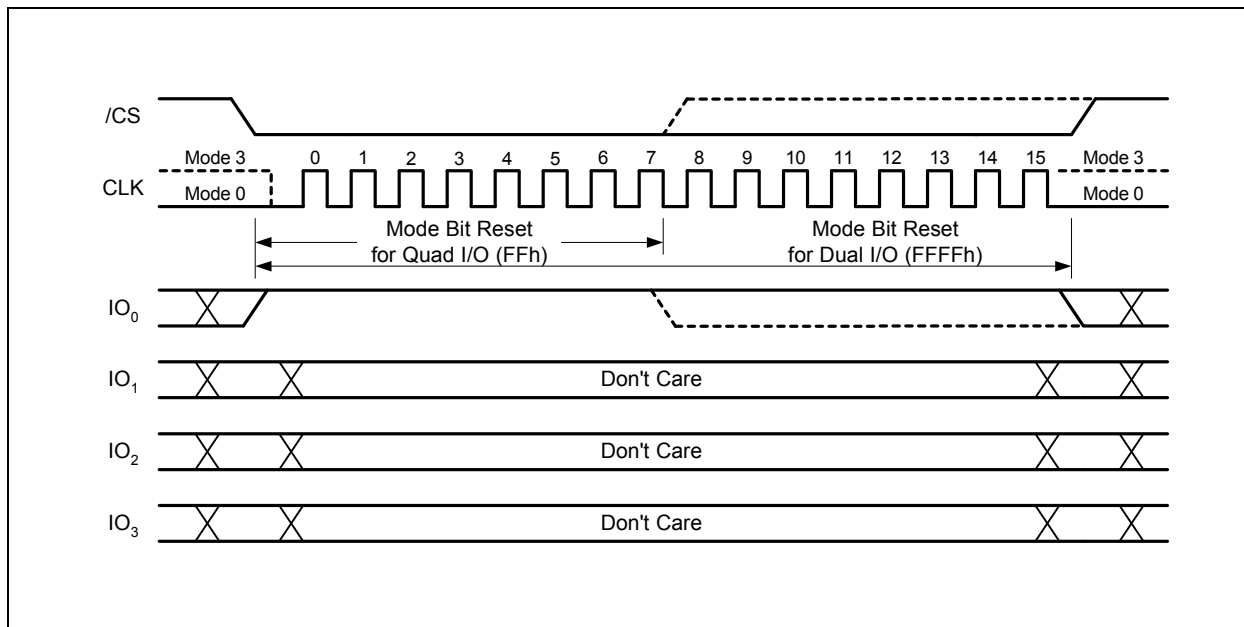 /CS
Mode 3 0 1 2 3 4 5 6 7 8 9 10 11 12 13 14 15 Mode 3
CLK
Mode 0 Mode 0
Mode Bit Reset Mode Bit Reset
for Quad I/O (FFh) for Dual I/O (FFFFh)
IO0
IO1 Don't Care
IO2 Don't Care
IO3 Don't Care